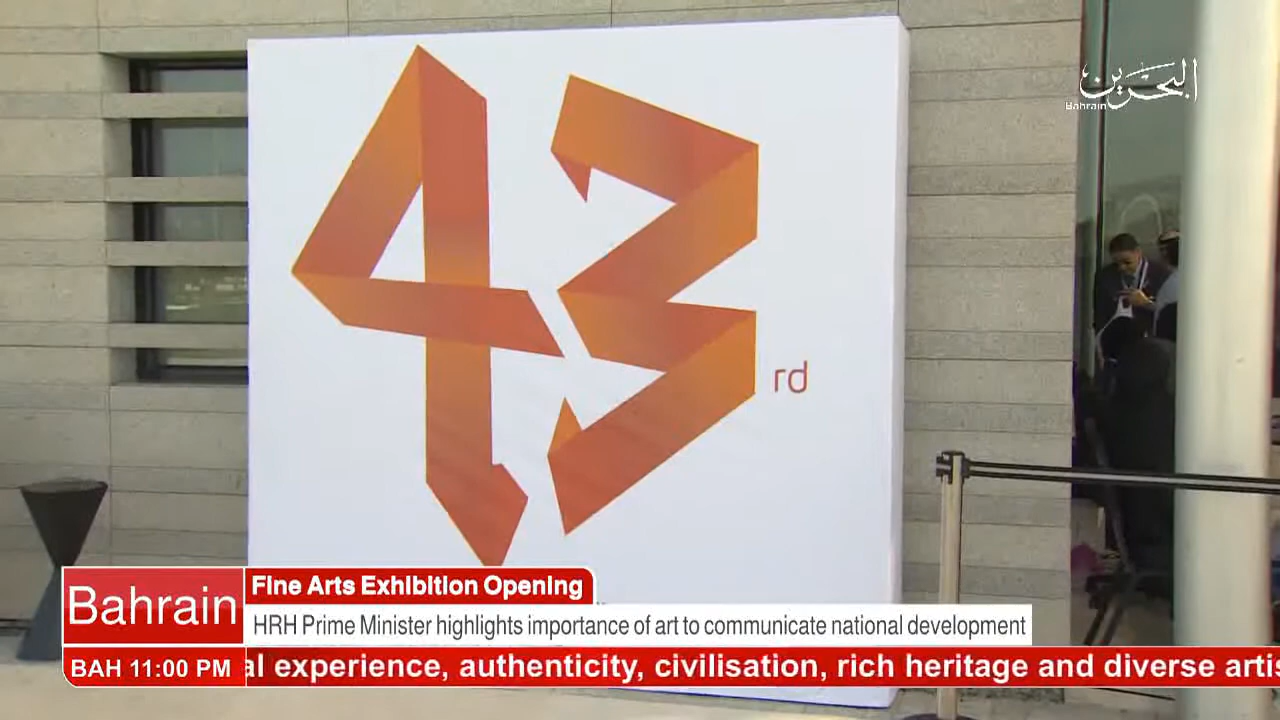 43
rd
البحرين
Bahrain
Bahrain
Fine Arts Exhibition Opening
HRH Prime Minister highlights importance of art to communicate national development
BAH 11:00 PM
al experience, authenticity, civilisation, rich heritage and diverse artis